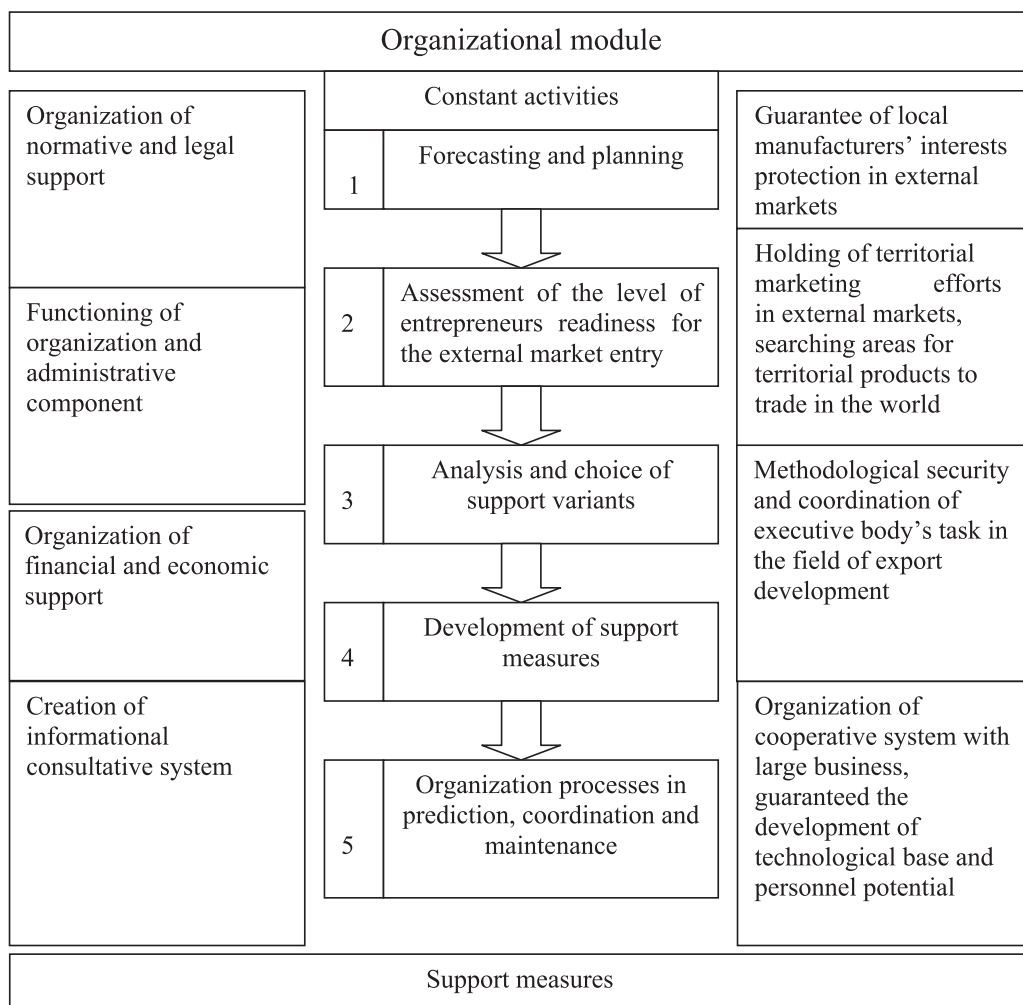 Organizational module
Organization of
normative and legal
support
Functioning of
organization and
administrative
component
Organization of
financial and economic
support
Creation of
informational
consultative system
Constant activities
1
Forecasting and planning
2
Assessment of the level of
entrepreneurs readiness for
the external market entry
3
Analysis and choice of
support variants
4
Development of support
measures
5
Organization processes in
prediction, coordination and
maintenance
Guarantee of local
manufacturers’ interests
protection in external
markets
Holding of territorial
marketing efforts
in external markets,
searching areas for
territorial products to
trade in the world
Methodological security
and coordination of
executive body’s task in
the field of export
development
Organization of
cooperative system with
large business,
guaranteed the
development of
technological base and
personnel potential
Support measures